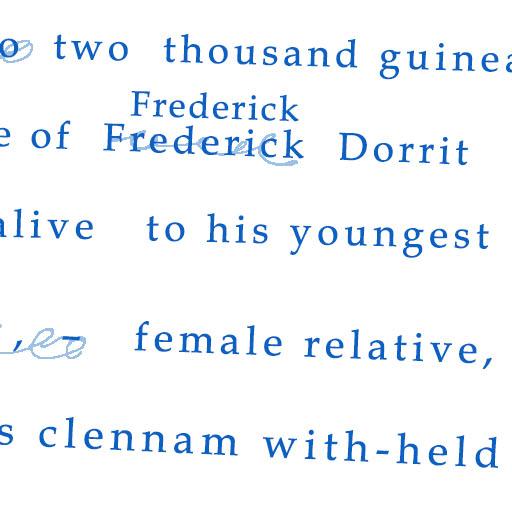 two thousand guinea
Frederick
e of Frederick Dorrit
alive to his youngest
, - female relative,
s clennam with-held